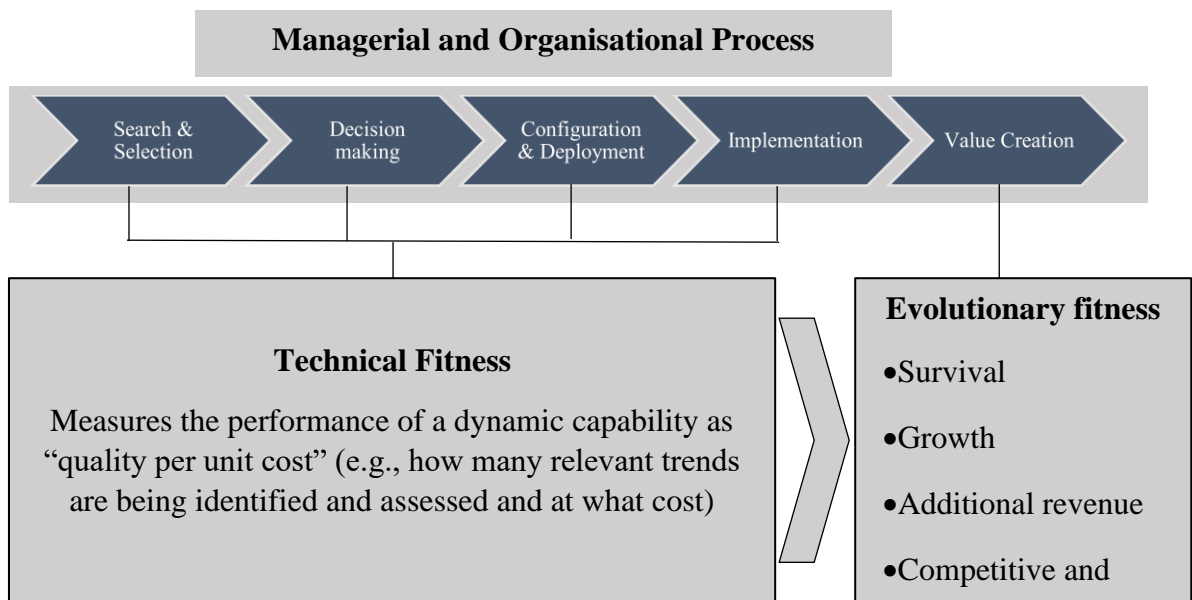 Managerial and Organisational Process
Search &
Selection
Decision
making
Configuration
& Deployment
Implementation
Value Creation
Technical Fitness
Measures the performance of a dynamic capability as
“quality per unit cost” (e.g., how many relevant trends
are being identified and assessed and at what cost)
Evolutionary fitness
•Survival
•Growth
•Additional revenue
•Competitive and